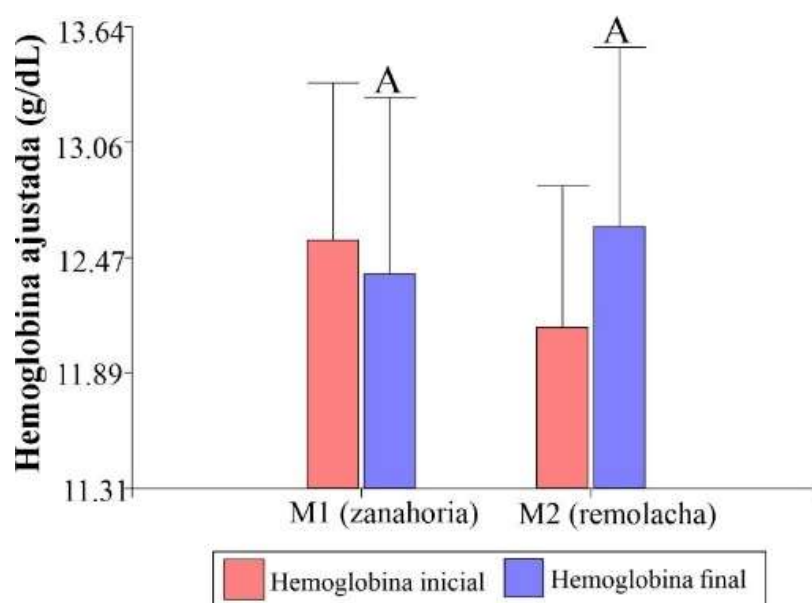 Hemoglobina ajustada (g/dL)
13.64
13.06
12.47
11.89
11.31
A
A
M1 (zanahoria)
M2 (remolacha)
Hemoglobina inicial
Hemoglobina final